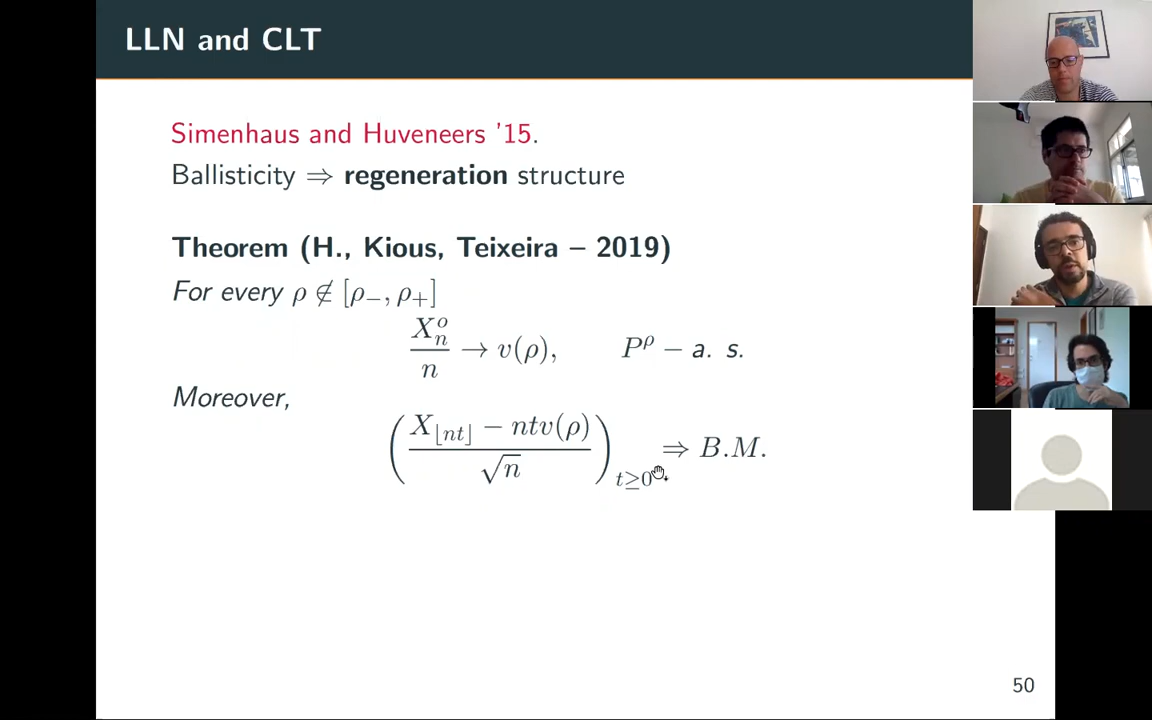 LLN and CLT
Simenhaus and Huveneers '15.
Ballisticity ⇒ regeneration structure
Theorem (H., Kious, Teixeira – 2019)
For every ρ ∉ [ρ₋, ρ₊]
X_n^o / n → v(ρ), P^ρ − a. s.
Moreover,
( (X_⌊nt⌋ − ntv(ρ)) / √n )_{t≥0} ⇒ B.M.
50